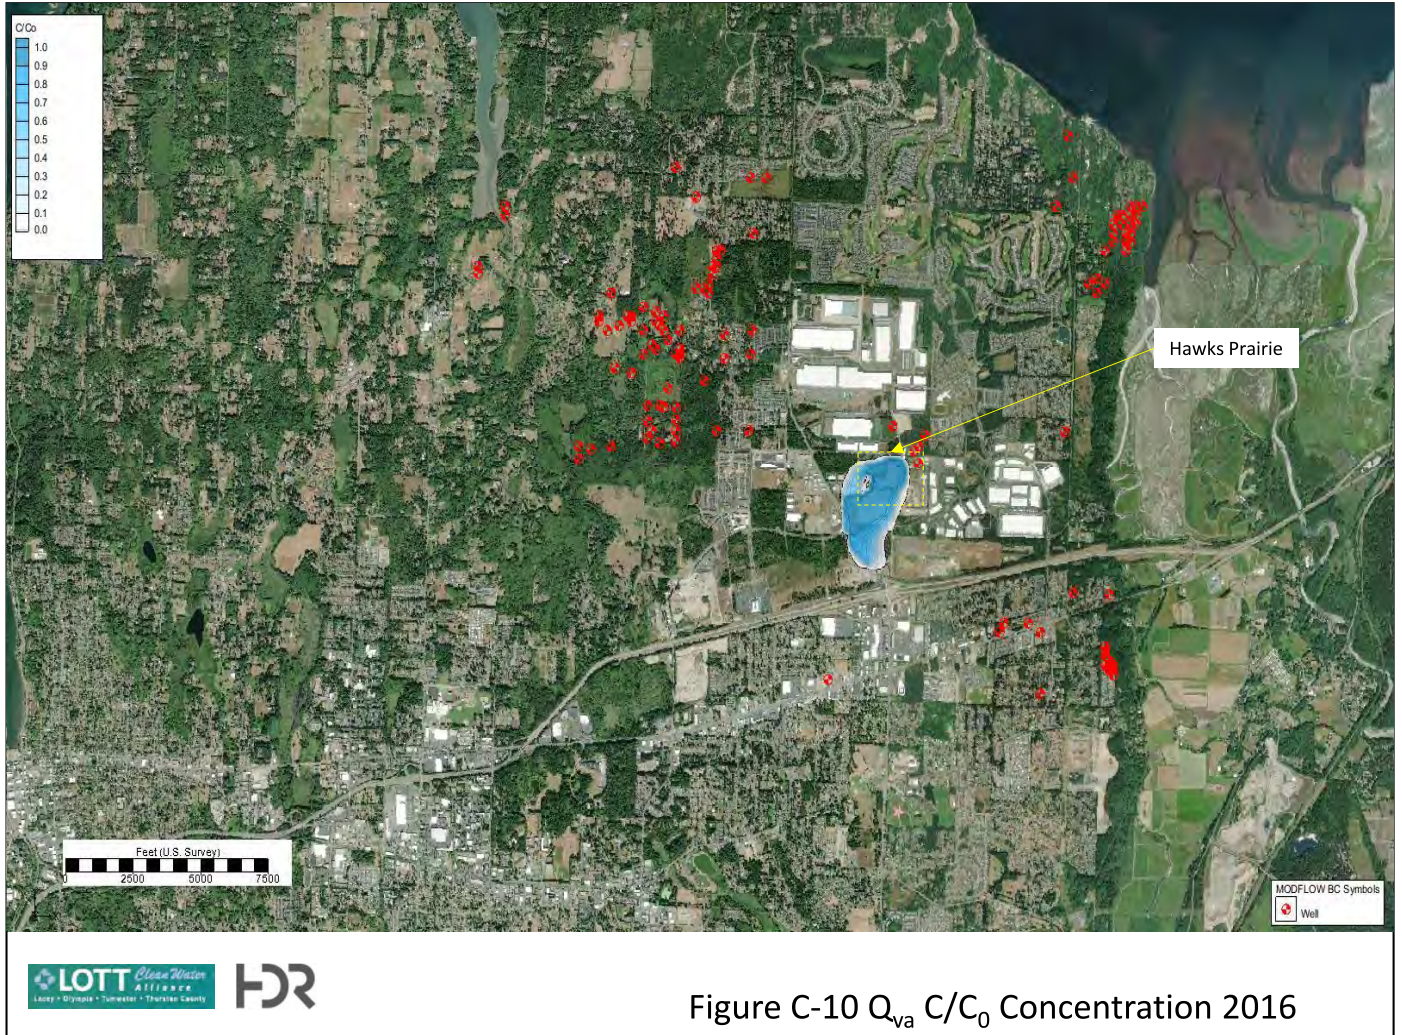 C/Co
1.0
0.9
0.8
0.7
0.6
0.5
0.4
0.3
0.2
0.1
0.0
Hawks Prairie
Feet (U.S. Survey)
0 2500 5000 7500
MODFLOW BC Symbols
Well
LOTT Clean Water
Alliance
Lacey • Olympia • Tumwater • Thurston County
HDR
Figure C-10 Qva C/C0 Concentration 2016